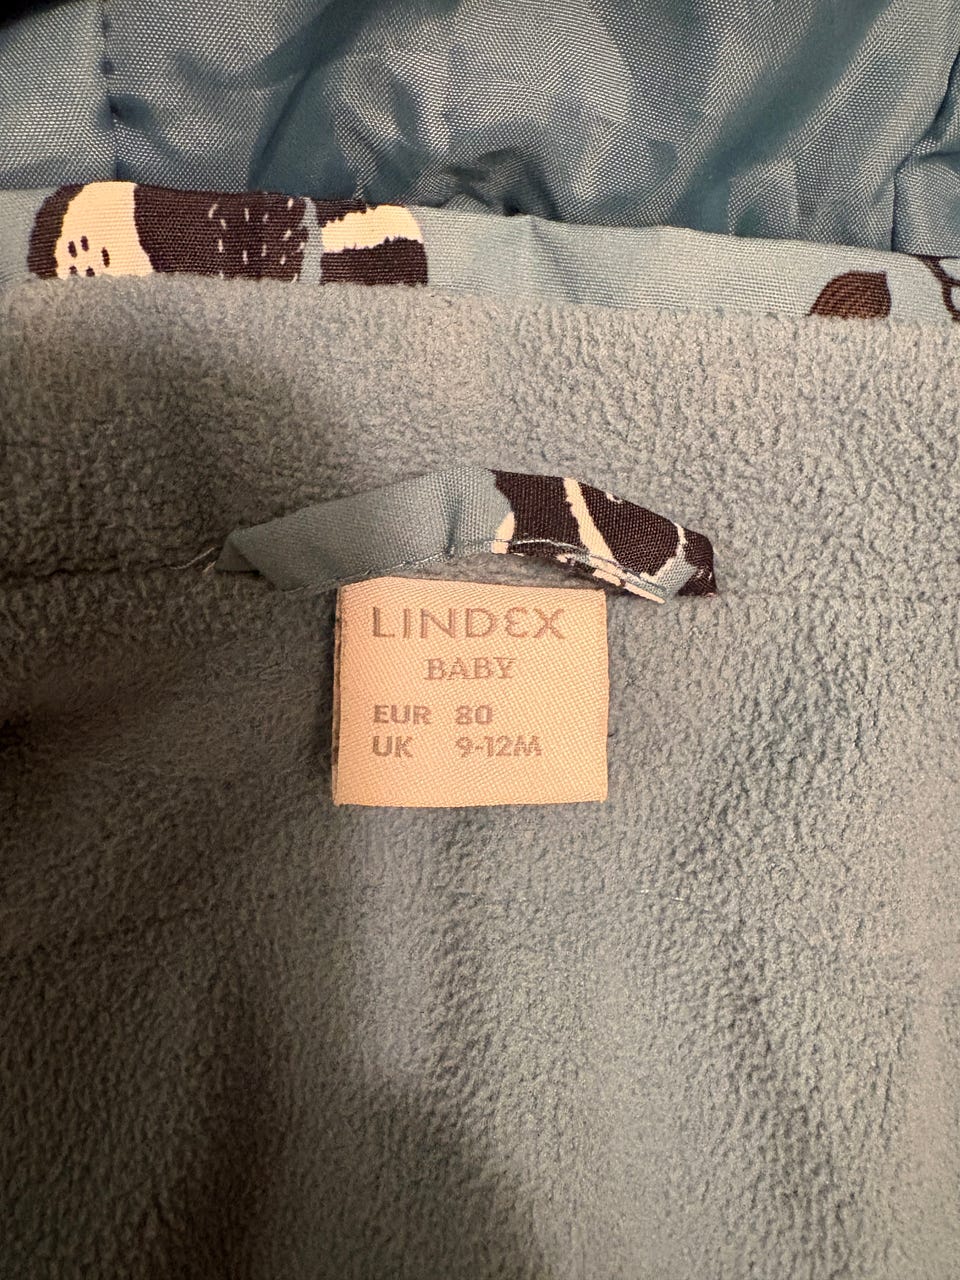 LINDEX
BABY
EUR 80
UK 9-12M